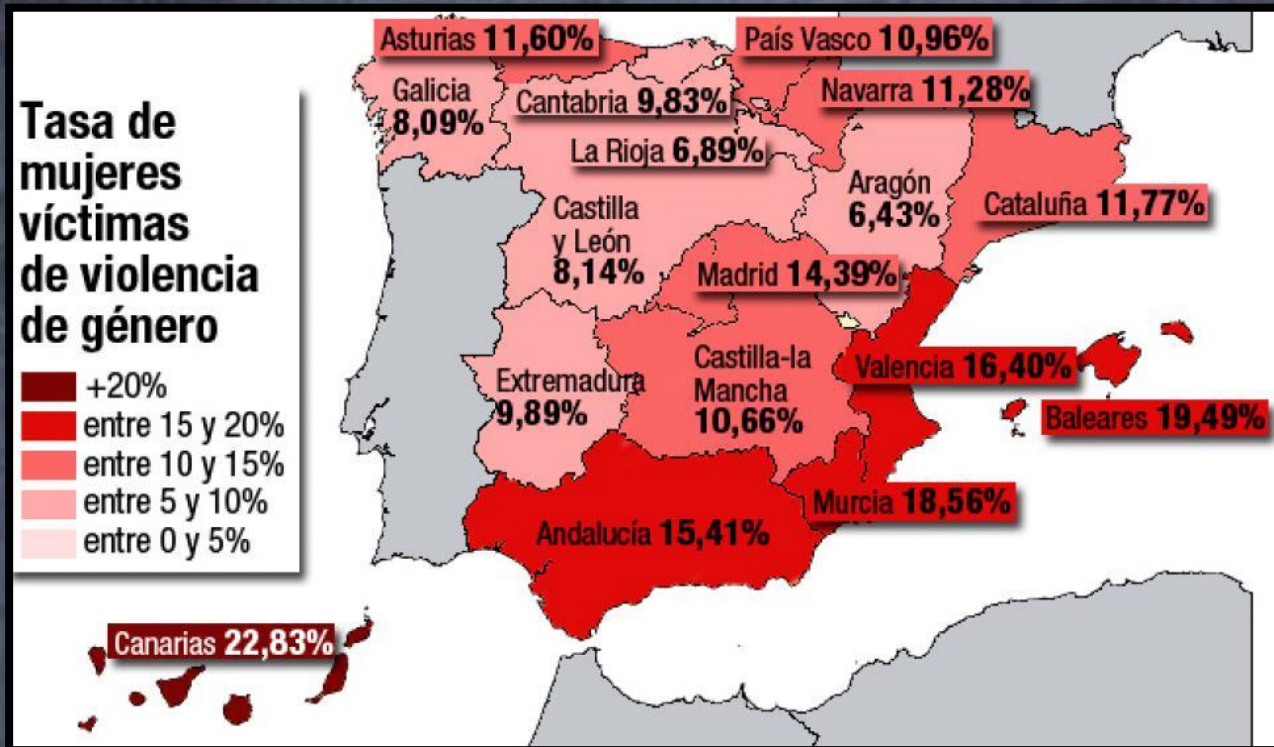 Tasa de
mujeres
víctimas
de violencia
de género
+20%
entre 15 y 20%
entre 10 y 15%
entre 5 y 10%
entre 0 y 5%
Asturias 11,60%
País Vasco 10,96%
Galicia
8,09%
Cantabria 9,83%
Navarra 11,28%
La Rioja 6,89%
Aragón
6,43%
Cataluña 11,77%
Castilla
y León
8,14%
Madrid 14,39%
Extremadura
9,89%
Castilla-la
Mancha
10,66%
Valencia 16,40%
Baleares 19,49%
Murcia 18,56%
Andalucía 15,41%
Canarias 22,83%